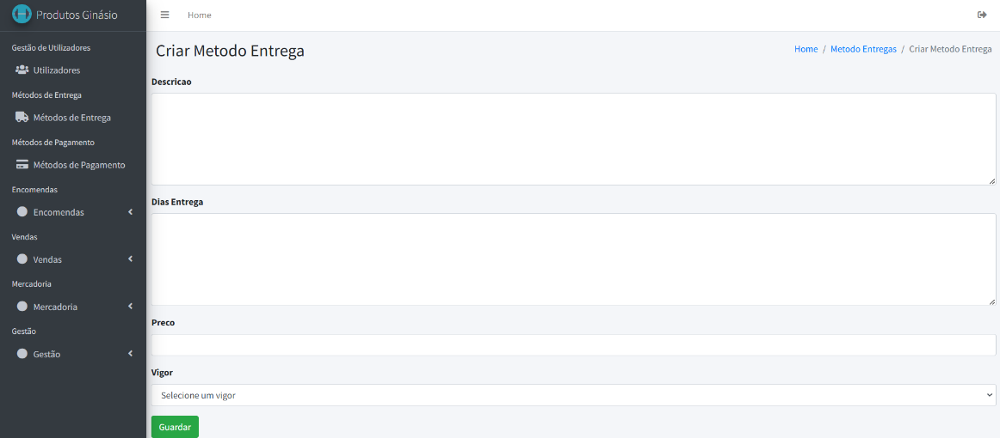 Produtos Ginásio
Home
Gestão de Utilizadores
Utilizadores
Métodos de Entrega
Métodos de Entrega
Métodos de Pagamento
Métodos de Pagamento
Encomendas
Encomendas
Vendas
Vendas
Mercadoria
Mercadoria
Gestão
Gestão
Criar Metodo Entrega
Home / Metodo Entregas / Criar Metodo Entrega
Descricao
Dias Entrega
Preco
Vigor
Selecione um vigor
Guardar